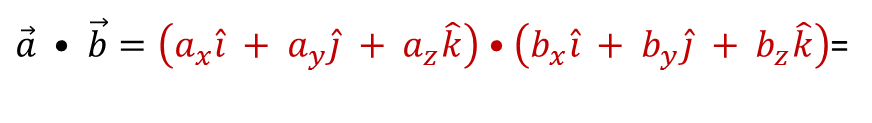 a⃗ • b⃗ = (aₓî + a_yĵ + a_zk̂) • (bₓî + b_yĵ + b_zk̂)=